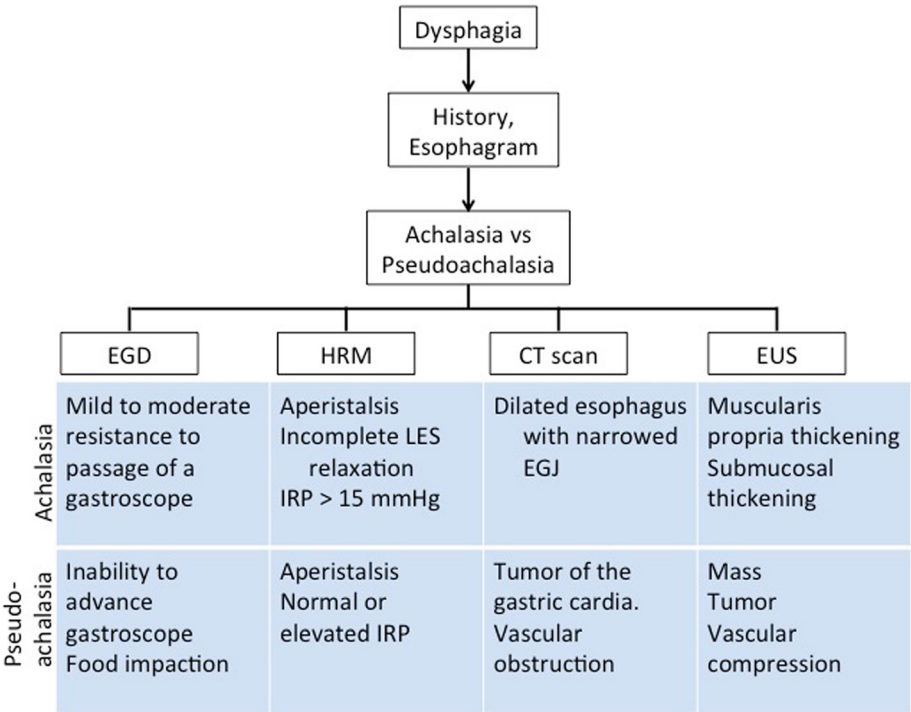 Dysphagia
History,
Esophagram
Achalasia vs
Pseudoachalasia
EGD
HRM
CT scan
EUS
Achalasia
Mild to moderate
resistance to
passage of a
gastroscope
Aperistalsis
Incomplete LES
relaxation
IRP > 15 mmHg
Dilated esophagus
with narrowed
EGJ
Muscularis
propria thickening
Submucosal
thickening
Pseudo-
achalasia
Inability to
advance
gastroscope
Food impaction
Aperistalsis
Normal or
elevated IRP
Tumor of the
gastric cardia.
Vascular
obstruction
Mass
Tumor
Vascular
compression